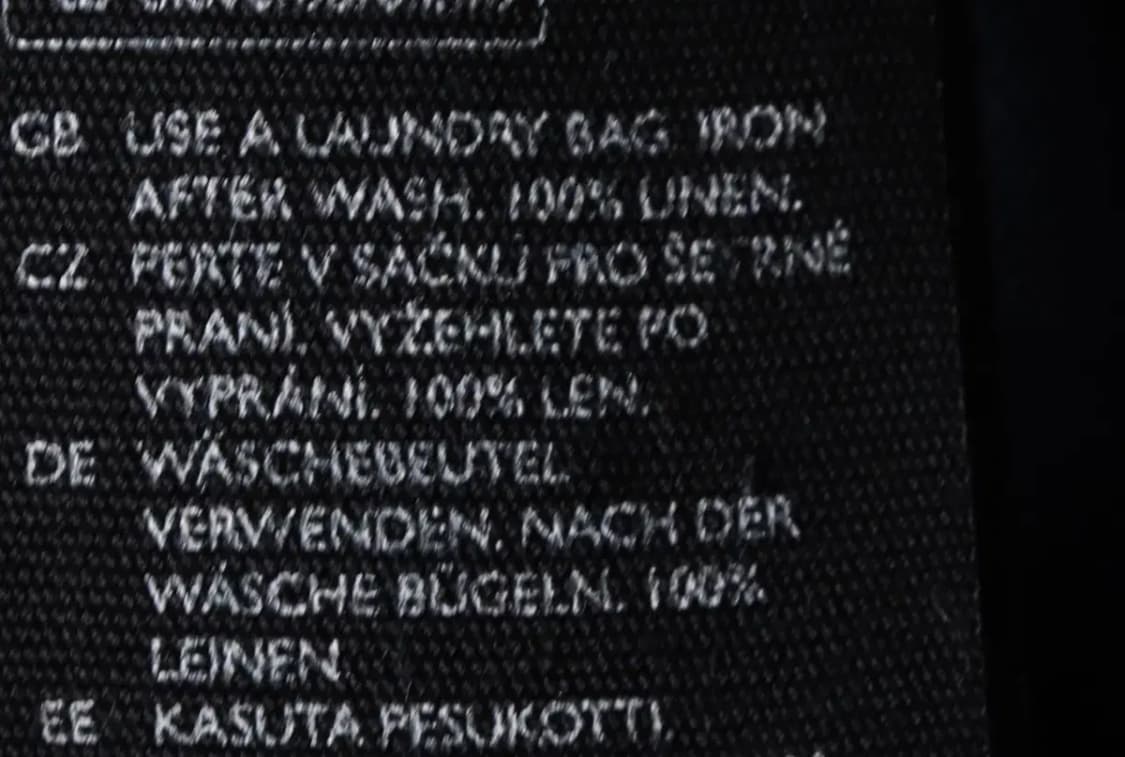 GB USE A LAUNDRY BAG. IRON
AFTER WASH. 100% LINEN.
CZ PERTE V SÁČKU PRO ŠETRNÉ
PRANÍ. VYŽEHLETE PO
VYPRÁNÍ. 100% LEN.
DE WÄSCHEBEUTEL
VERWENDEN. NACH DER
WÄSCHE BÜGELN. 100%
LEINEN
EE KASUTA PESUKOTTI.